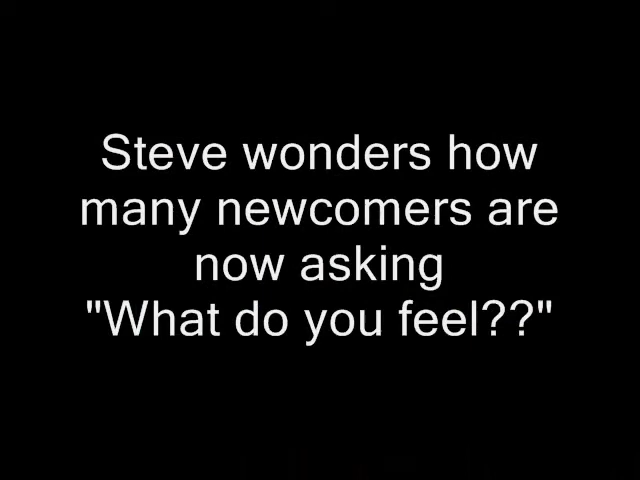 Steve wonders how
many newcomers are
now asking
"What do you feel??"